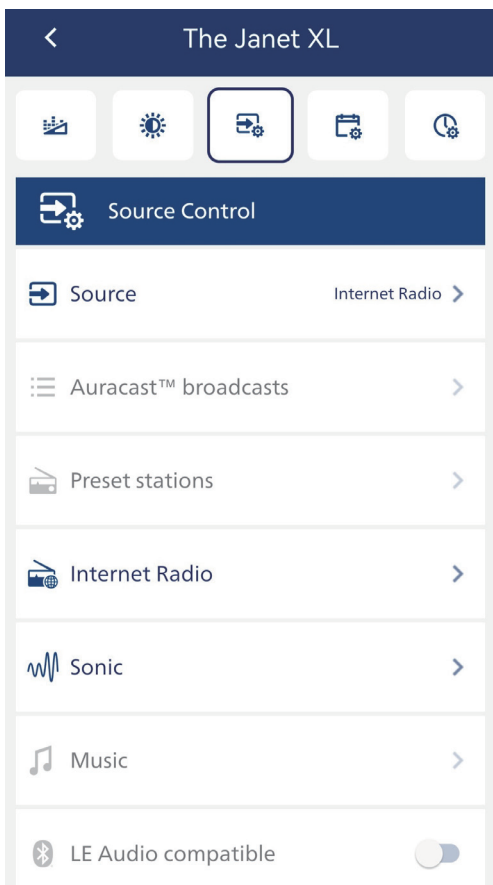 The Janet XL
Source Control
Source Internet Radio
Auracast™ broadcasts
Preset stations
Internet Radio
Sonic
Music
LE Audio compatible